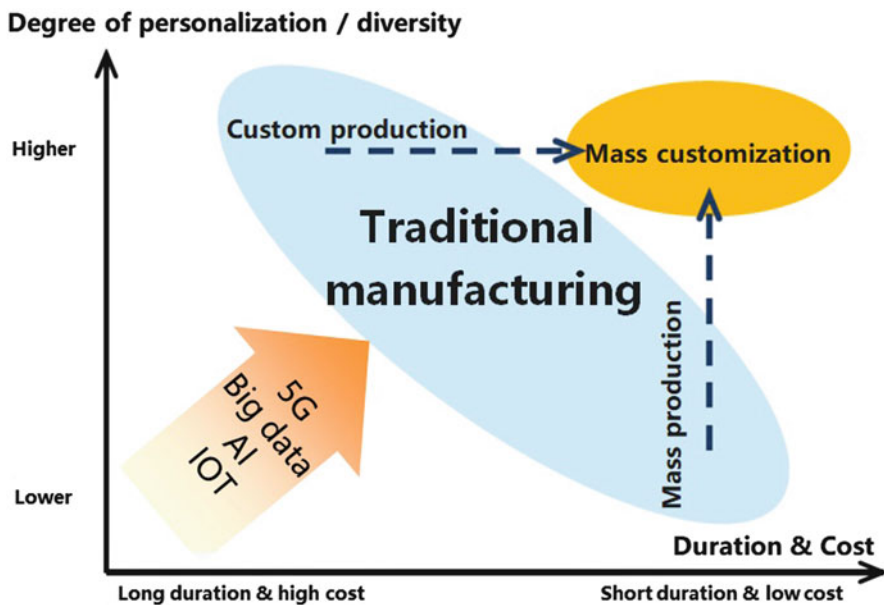 Degree of personalization / diversity
Higher
Custom production
Mass customization
Traditional
manufacturing
Mass production
5G
Big data
AI
IOT
Lower
Duration & Cost
Long duration & high cost
Short duration & low cost